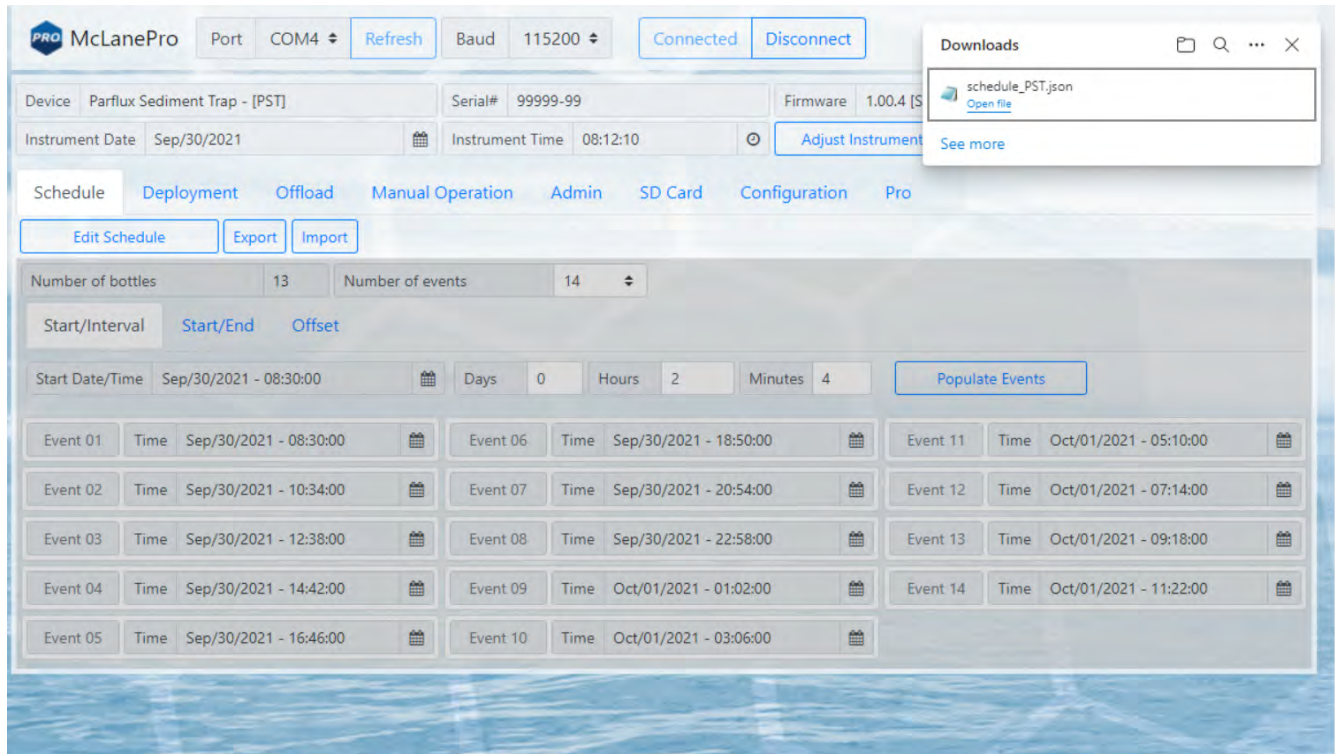 PRO McLanePro Port COM4 Refresh Baud 115200 Connected Disconnect
Downloads
schedule_PST.json
Open file
See more
Device Parflux Sediment Trap - [PST] Serial# 99999-99 Firmware 1.00.4 [S
Instrument Date Sep/30/2021 Instrument Time 08:12:10 Adjust Instrument
Schedule Deployment Offload Manual Operation Admin SD Card Configuration Pro
Edit Schedule Export Import
Number of bottles 13 Number of events 14
Start/Interval Start/End Offset
Start Date/Time Sep/30/2021 - 08:30:00 Days 0 Hours 2 Minutes 4 Populate Events
Event 01 Time Sep/30/2021 - 08:30:00 Event 06 Time Sep/30/2021 - 18:50:00 Event 11 Time Oct/01/2021 - 05:10:00
Event 02 Time Sep/30/2021 - 10:34:00 Event 07 Time Sep/30/2021 - 20:54:00 Event 12 Time Oct/01/2021 - 07:14:00
Event 03 Time Sep/30/2021 - 12:38:00 Event 08 Time Sep/30/2021 - 22:58:00 Event 13 Time Oct/01/2021 - 09:18:00
Event 04 Time Sep/30/2021 - 14:42:00 Event 09 Time Oct/01/2021 - 01:02:00 Event 14 Time Oct/01/2021 - 11:22:00
Event 05 Time Sep/30/2021 - 16:46:00 Event 10 Time Oct/01/2021 - 03:06:00